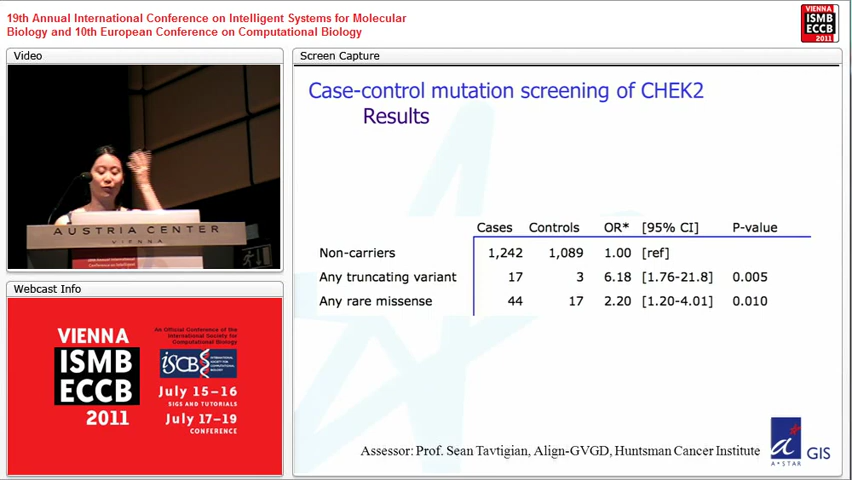 19th Annual International Conference on Intelligent Systems for Molecular
Biology and 10th European Conference on Computational Biology
VIENNA
ISMB
ECCB
2011
Video
Screen Capture
AUSTRIA CENTER
VIENNA
Webcast Info
VIENNA
ISMB
ECCB
2011
An Official Conference of the
International Society for
Computational Biology
iSCB
INTERNATIONAL
SOCIETY FOR
COMPUTATIONAL
BIOLOGY
July 15-16
SIGS AND TUTORIALS
July 17-19
CONFERENCE
Case-control mutation screening of CHEK2
Results
Cases Controls OR* [95% CI] P-value
Non-carriers 1,242 1,089 1.00 [ref]
Any truncating variant 17 3 6.18 [1.76-21.8] 0.005
Any rare missense 44 17 2.20 [1.20-4.01] 0.010
Assessor: Prof. Sean Tavtigian, Align-GVGD, Huntsman Cancer Institute
a*
A*STAR
GIS